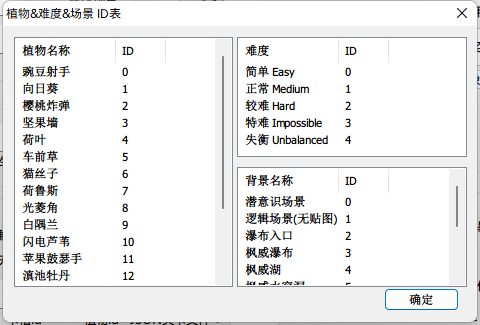 植物&难度&场景 ID表
植物名称 ID
豌豆射手 0
向日葵 1
樱桃炸弹 2
坚果墙 3
荷叶 4
车前草 5
猫丝子 6
荷鲁斯 7
光菱角 8
白隅兰 9
闪电芦苇 10
苹果鼓瑟手 11
滇池牡丹 12
难度 ID
简单 Easy 0
正常 Medium 1
较难 Hard 2
特难 Impossible 3
失衡 Unbalanced 4
背景名称 ID
潜意识场景 0
逻辑场景(无贴图) 1
瀑布入口 2
枫威瀑布 3
枫威湖 4
确定